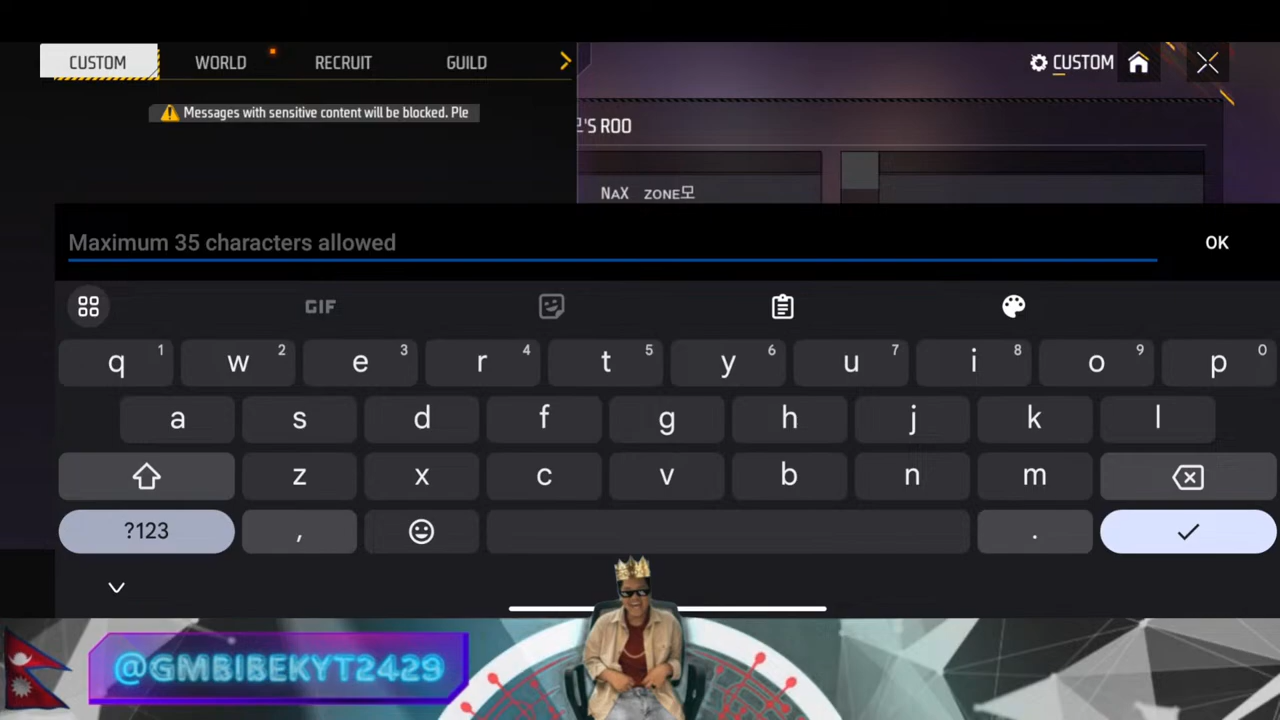 CUSTOM WORLD RECRUIT GUILD
CUSTOM
Messages with sensitive content will be blocked. Ple
'S ROO
NAX ZONE모
Maximum 35 characters allowed
OK
GIF
q 1 w 2 e 3 r 4 t 5 y 6 u 7 i 8 o 9 p 0
a s d f g h j k l
z x c v b n m
?123 , .
@GMBIBEKYT2429